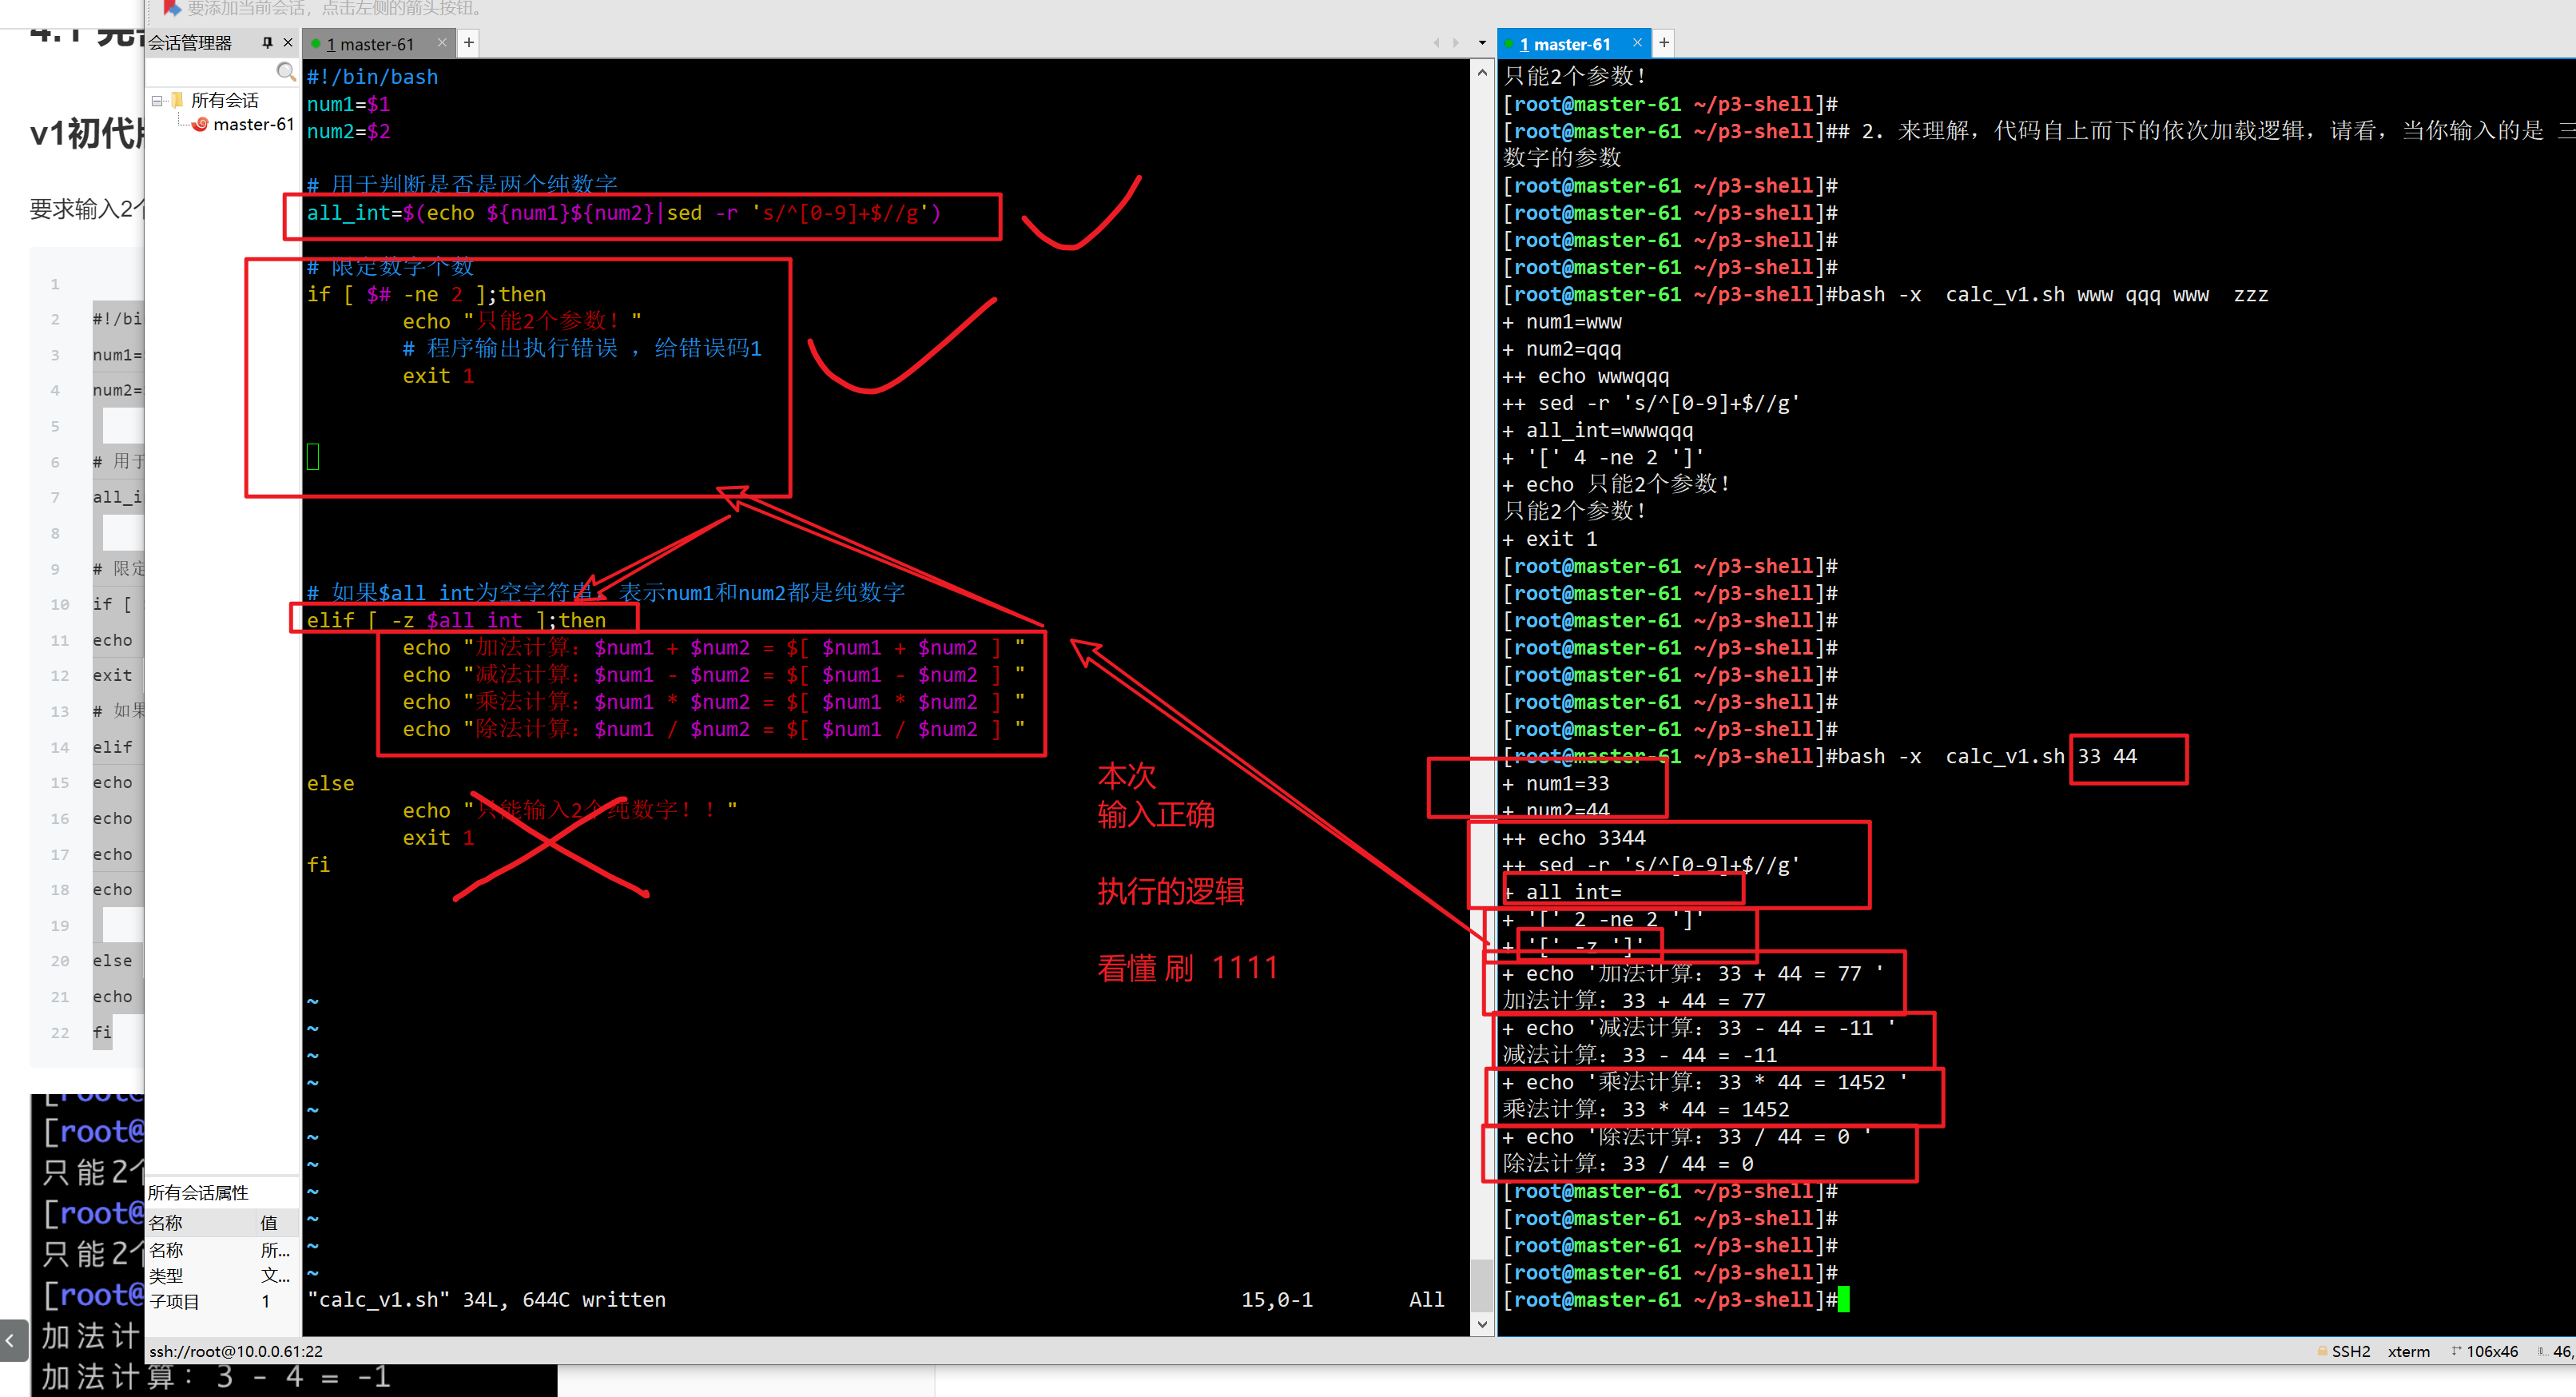 要添加当前会话，点击左侧的箭头按钮。
v1初代
要求输入2个
1
2 #!/bi
3 num1=
4 num2=
5
6 # 用于
7 all_i
8
9 # 限定
10 if [
11 echo
12 exit
13 # 如果
14 elif
15 echo
16 echo
17 echo
18 echo
19
20 else
21 echo
22 fi
[root@
只能2个
[root@
只能2个
[root@
加法计
加法计算：3 - 4 = -1
会话管理器
所有会话
master-61
所有会话属性
名称 值
名称 所...
类型 文...
子项目 1
ssh://root@10.0.0.61:22
1 master-61
#!/bin/bash
num1=$1
num2=$2
# 用于判断是否是两个纯数字
all_int=$(echo ${num1}${num2}|sed -r 's/^[0-9]+$//g')
# 限定数字个数
if [ $# -ne 2 ];then
echo "只能2个参数！"
# 程序输出执行错误 ，给错误码1
exit 1
# 如果$all_int为空字符串，表示num1和num2都是纯数字
elif [ -z $all_int ];then
echo "加法计算：$num1 + $num2 = $[ $num1 + $num2 ] "
echo "减法计算：$num1 - $num2 = $[ $num1 - $num2 ] "
echo "乘法计算：$num1 * $num2 = $[ $num1 * $num2 ] "
echo "除法计算：$num1 / $num2 = $[ $num1 / $num2 ] "
else
echo "只能输入2个纯数字！！"
exit 1
fi
~
~
~
~
~
~
~
~
~
~
~
"calc_v1.sh" 34L, 644C written 15,0-1 All
本次
输入正确
执行的逻辑
看懂 刷 1111
1 master-61
只能2个参数！
[root@master-61 ~/p3-shell]#
[root@master-61 ~/p3-shell]## 2. 来理解，代码自上而下的依次加载逻辑，请看，当你输入的是 三
数字的参数
[root@master-61 ~/p3-shell]#
[root@master-61 ~/p3-shell]#
[root@master-61 ~/p3-shell]#
[root@master-61 ~/p3-shell]#
[root@master-61 ~/p3-shell]#bash -x  calc_v1.sh www qqq www  zzz
+ num1=www
+ num2=qqq
++ echo wwwqqq
++ sed -r 's/^[0-9]+$//g'
+ all_int=wwwqqq
+ '[' 4 -ne 2 ']'
+ echo 只能2个参数！
只能2个参数！
+ exit 1
[root@master-61 ~/p3-shell]#
[root@master-61 ~/p3-shell]#
[root@master-61 ~/p3-shell]#
[root@master-61 ~/p3-shell]#
[root@master-61 ~/p3-shell]#
[root@master-61 ~/p3-shell]#
[root@master-61 ~/p3-shell]#
[root@master-61 ~/p3-shell]#bash -x  calc_v1.sh 33 44
+ num1=33
+ num2=44
++ echo 3344
++ sed -r 's/^[0-9]+$//g'
+ all_int=
+ '[' 2 -ne 2 ']'
+ '[' -z ']'
+ echo '加法计算：33 + 44 = 77 '
加法计算：33 + 44 = 77
+ echo '减法计算：33 - 44 = -11 '
减法计算：33 - 44 = -11
+ echo '乘法计算：33 * 44 = 1452 '
乘法计算：33 * 44 = 1452
+ echo '除法计算：33 / 44 = 0 '
除法计算：33 / 44 = 0
[root@master-61 ~/p3-shell]#
[root@master-61 ~/p3-shell]#
[root@master-61 ~/p3-shell]#
[root@master-61 ~/p3-shell]#
[root@master-61 ~/p3-shell]#
SSH2 xterm 106x46 46,